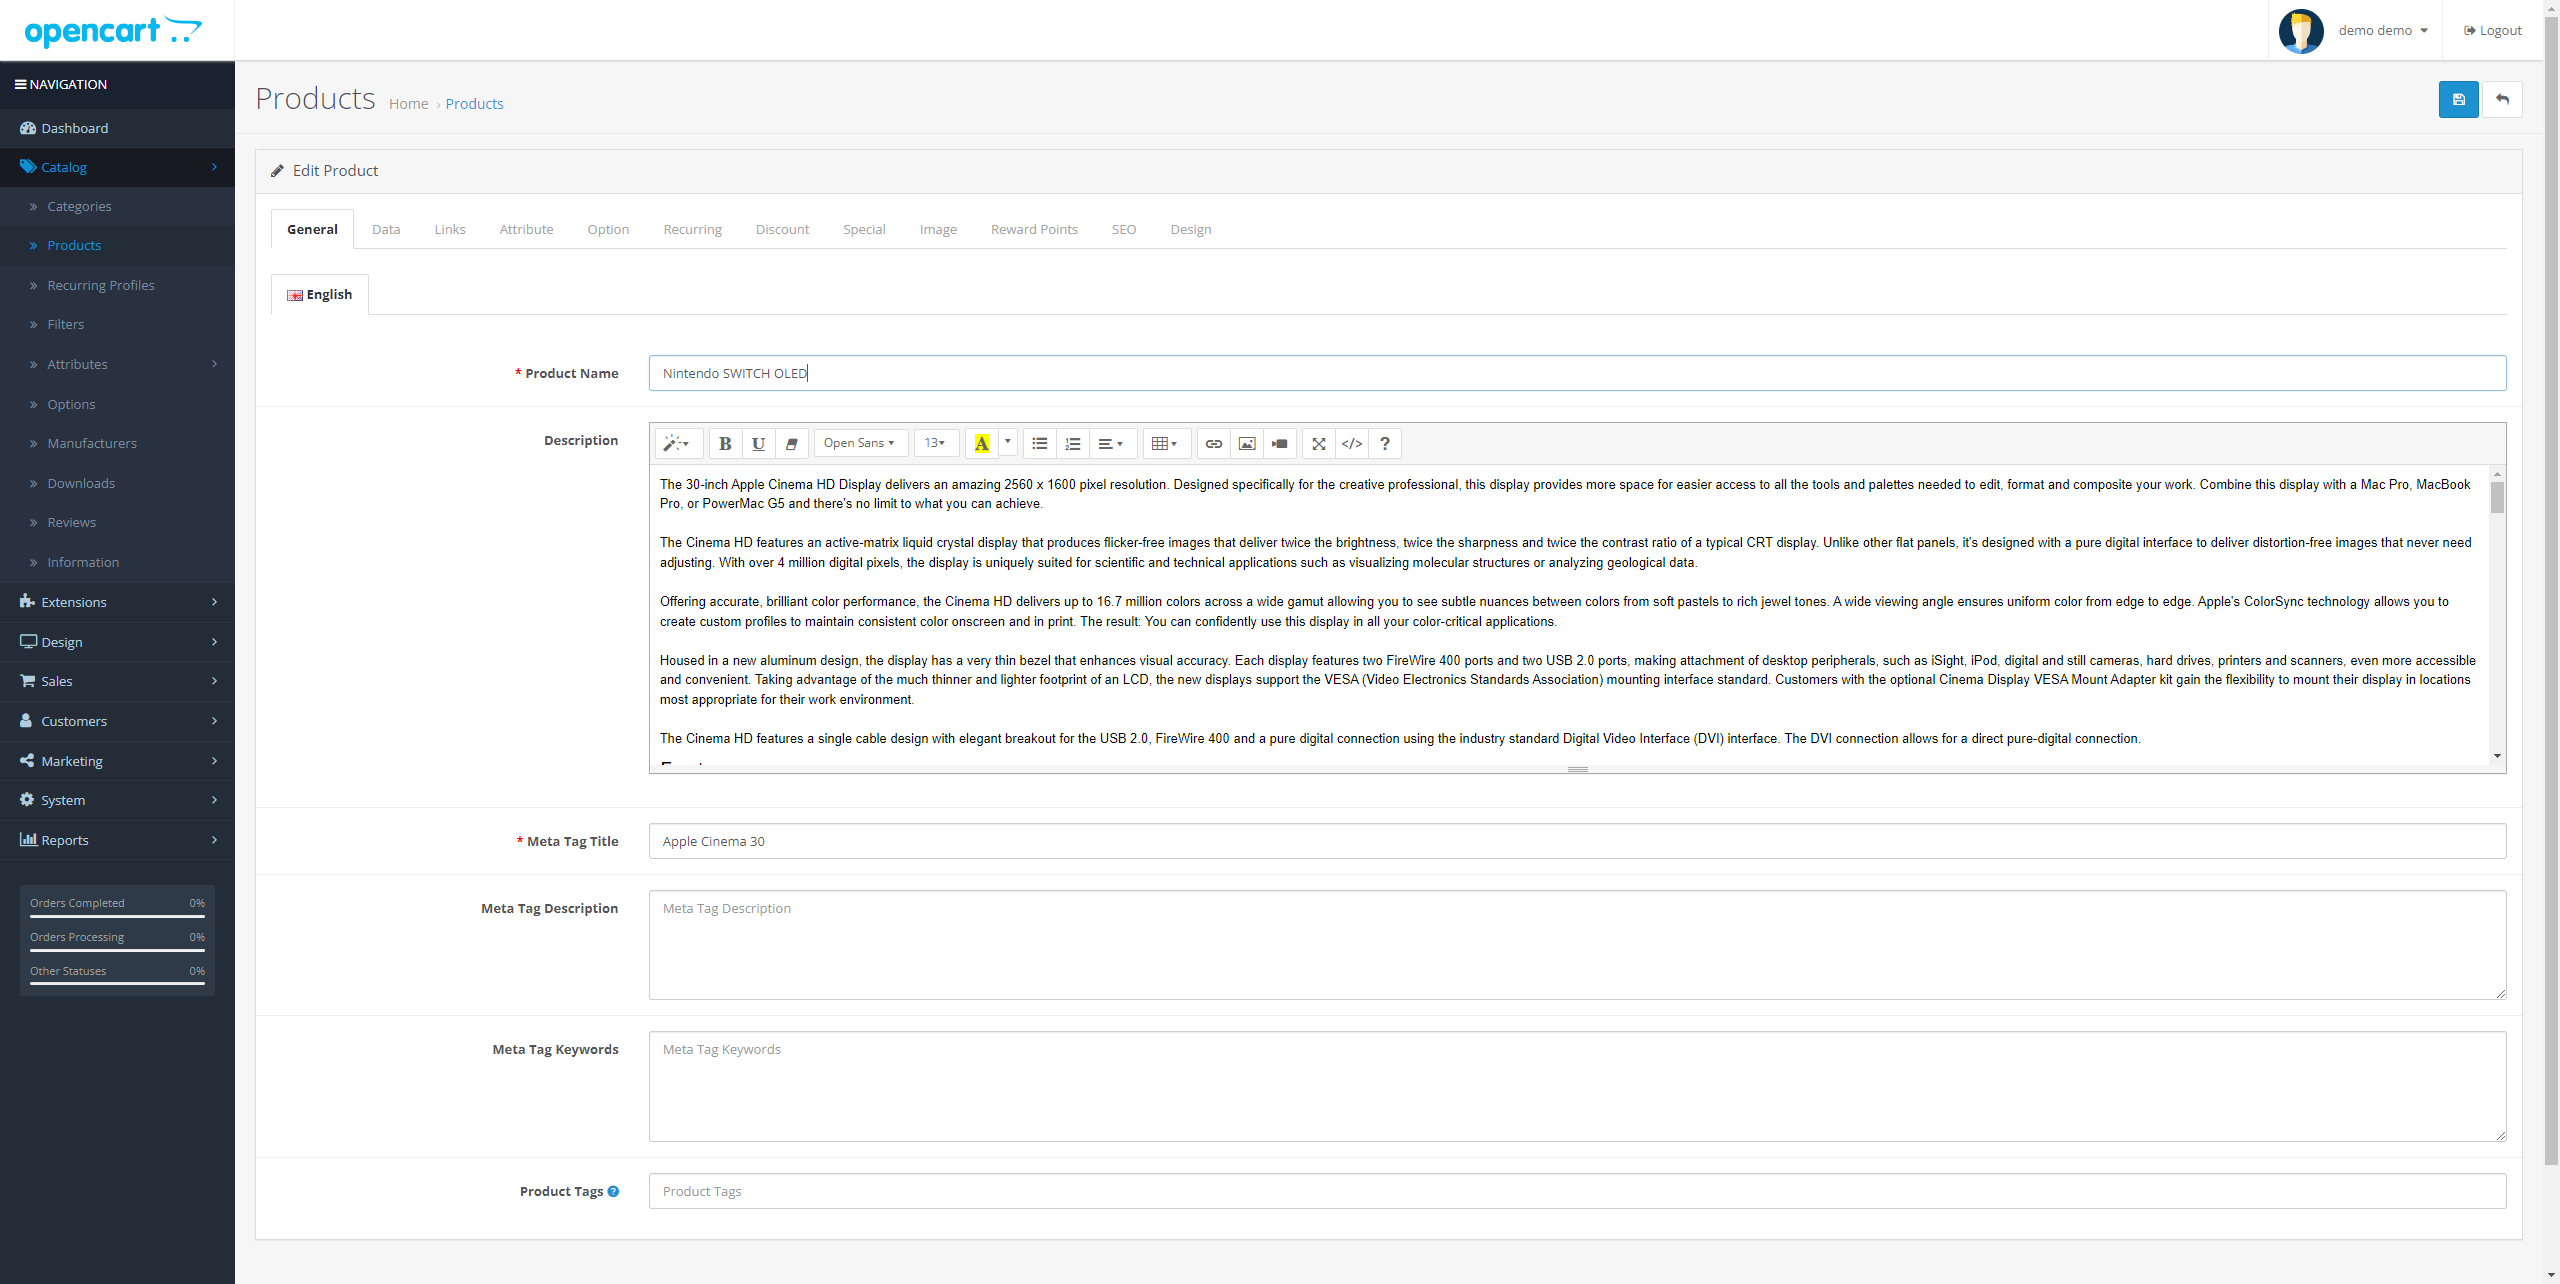 opencart
demo demo
Logout
NAVIGATION
Dashboard
Catalog
Categories
Products
Recurring Profiles
Filters
Attributes
Options
Manufacturers
Downloads
Reviews
Information
Extensions
Design
Sales
Customers
Marketing
System
Reports
Orders Completed 0%
Orders Processing 0%
Other Statuses 0%
Products Home › Products
Edit Product
General Data Links Attribute Option Recurring Discount Special Image Reward Points SEO Design
English
* Product Name Nintendo SWITCH OLED
Description
B U Open Sans 13 A </> ?
The 30-inch Apple Cinema HD Display delivers an amazing 2560 x 1600 pixel resolution. Designed specifically for the creative professional, this display provides more space for easier access to all the tools and palettes needed to edit, format and composite your work. Combine this display with a Mac Pro, MacBook
Pro, or PowerMac G5 and there's no limit to what you can achieve.
The Cinema HD features an active-matrix liquid crystal display that produces flicker-free images that deliver twice the brightness, twice the sharpness and twice the contrast ratio of a typical CRT display. Unlike other flat panels, it's designed with a pure digital interface to deliver distortion-free images that never need
adjusting. With over 4 million digital pixels, the display is uniquely suited for scientific and technical applications such as visualizing molecular structures or analyzing geological data.
Offering accurate, brilliant color performance, the Cinema HD delivers up to 16.7 million colors across a wide gamut allowing you to see subtle nuances between colors from soft pastels to rich jewel tones. A wide viewing angle ensures uniform color from edge to edge. Apple's ColorSync technology allows you to
create custom profiles to maintain consistent color onscreen and in print. The result: You can confidently use this display in all your color-critical applications.
Housed in a new aluminum design, the display has a very thin bezel that enhances visual accuracy. Each display features two FireWire 400 ports and two USB 2.0 ports, making attachment of desktop peripherals, such as iSight, iPod, digital and still cameras, hard drives, printers and scanners, even more accessible
and convenient. Taking advantage of the much thinner and lighter footprint of an LCD, the new displays support the VESA (Video Electronics Standards Association) mounting interface standard. Customers with the optional Cinema Display VESA Mount Adapter kit gain the flexibility to mount their display in locations
most appropriate for their work environment.
The Cinema HD features a single cable design with elegant breakout for the USB 2.0, FireWire 400 and a pure digital connection using the industry standard Digital Video Interface (DVI) interface. The DVI connection allows for a direct pure-digital connection.
* Meta Tag Title Apple Cinema 30
Meta Tag Description Meta Tag Description
Meta Tag Keywords Meta Tag Keywords
Product Tags ? Product Tags